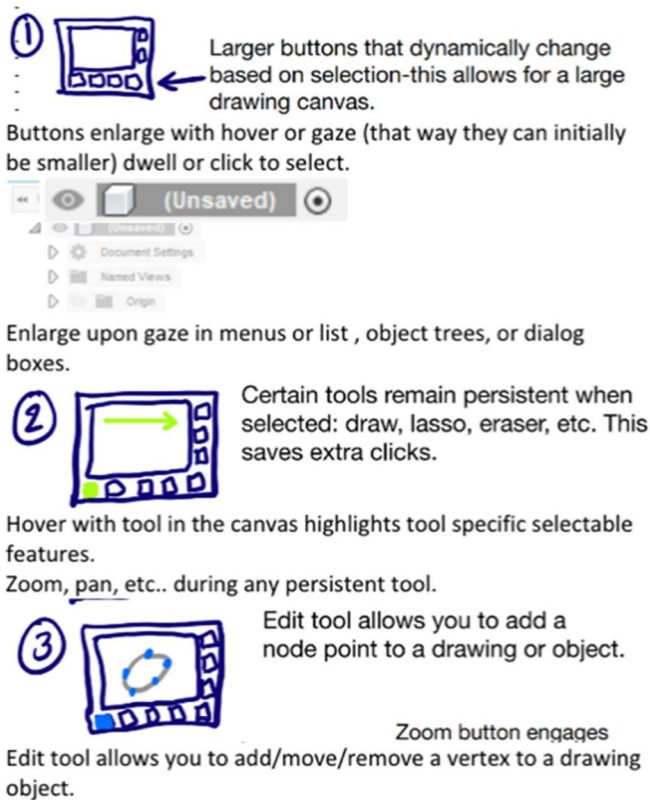 1
Larger buttons that dynamically change
based on selection-this allows for a large
drawing canvas.
Buttons enlarge with hover or gaze (that way they can initially
be smaller) dwell or click to select.
(Unsaved)
(Unsaved)
Document Settings
Named Views
Origin
Enlarge upon gaze in menus or list , object trees, or dialog
boxes.
2
Certain tools remain persistent when
selected: draw, lasso, eraser, etc. This
saves extra clicks.
Hover with tool in the canvas highlights tool specific selectable
features.
Zoom, pan, etc.. during any persistent tool.
3
Edit tool allows you to add a
node point to a drawing or object.
Zoom button engages
Edit tool allows you to add/move/remove a vertex to a drawing
object.